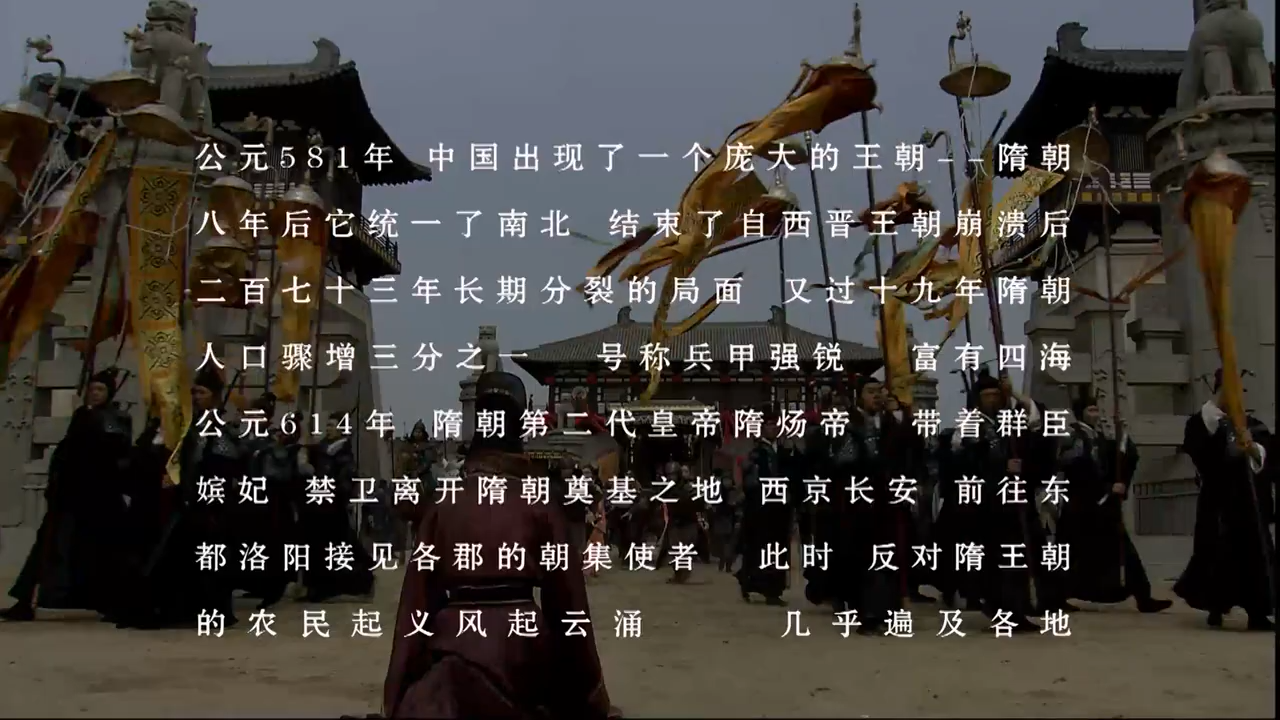 公元581年 中国出现了一个庞大的王朝--隋朝
八年后它统一了南北 结束了自西晋王朝崩溃后
二百七十三年长期分裂的局面 又过十九年隋朝
人口骤增三分之一 号称兵甲强锐 富有四海
公元614年 隋朝第二代皇帝隋炀帝 带着群臣
嫔妃 禁卫离开隋朝奠基之地 西京长安 前往东
都洛阳接见各郡的朝集使者 此时 反对隋王朝
的农民起义风起云涌 几乎遍及各地